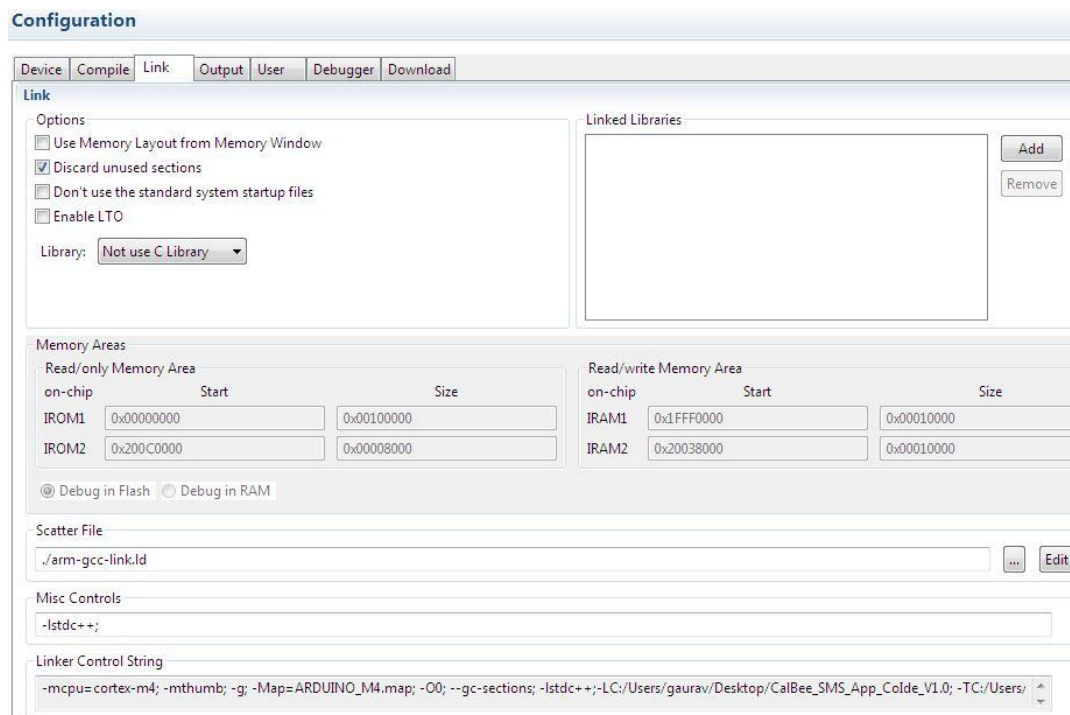 Configuration
Device Compile Link Output User Debugger Download
Link
Options
Use Memory Layout from Memory Window
Discard unused sections
Don't use the standard system startup files
Enable LTO
Library: Not use C Library
Linked Libraries
Add
Remove
Memory Areas
Read/only Memory Area
on-chip Start Size
IROM1 0x00000000 0x00100000
IROM2 0x200C0000 0x00008000
Read/write Memory Area
on-chip Start Size
IRAM1 0x1FFF0000 0x00010000
IRAM2 0x20038000 0x00010000
Debug in Flash Debug in RAM
Scatter File
./arm-gcc-link.ld ... Edit
Misc Controls
-lstdc++;
Linker Control String
-mcpu=cortex-m4; -mthumb; -g; -Map=ARDUINO_M4.map; -O0; --gc-sections; -lstdc++;-LC:/Users/gaurav/Desktop/CalBee_SMS_App_CoIde_V1.0; -TC:/Users/